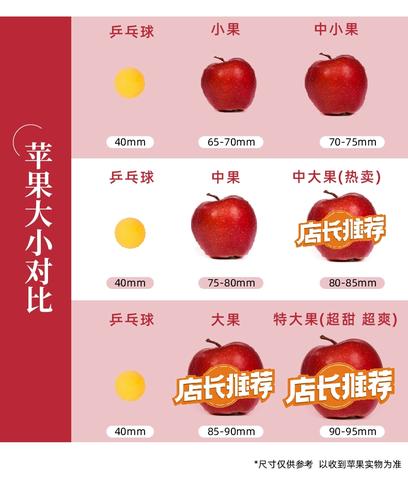 苹果大小对比
乒乓球
小果
中小果
40mm
65-70mm
70-75mm
乒乓球
中果
中大果(热卖)
店长推荐
40mm
75-80mm
80-85mm
乒乓球
大果
特大果(超甜 超爽)
店长推荐
店长推荐
40mm
85-90mm
90-95mm
*尺寸仅供参考 以收到苹果实物为准